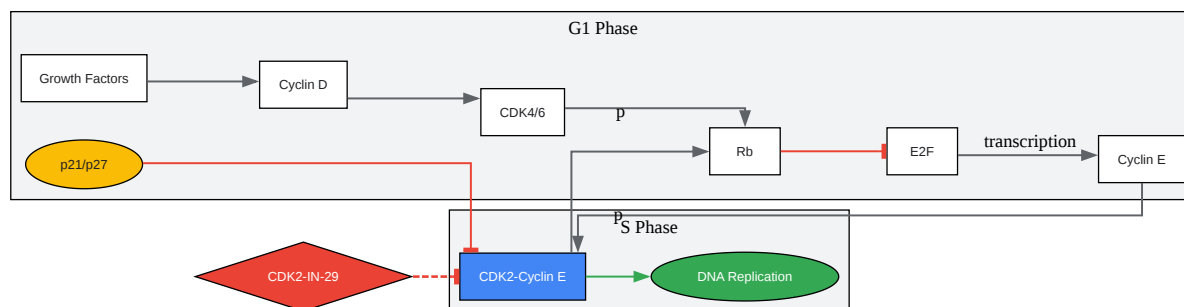 G1 Phase
Growth Factors
Cyclin D
CDK4/6
p
Rb
E2F
transcription
Cyclin E
p21/p27
p
S Phase
CDK2-IN-29
CDK2-Cyclin E
DNA Replication